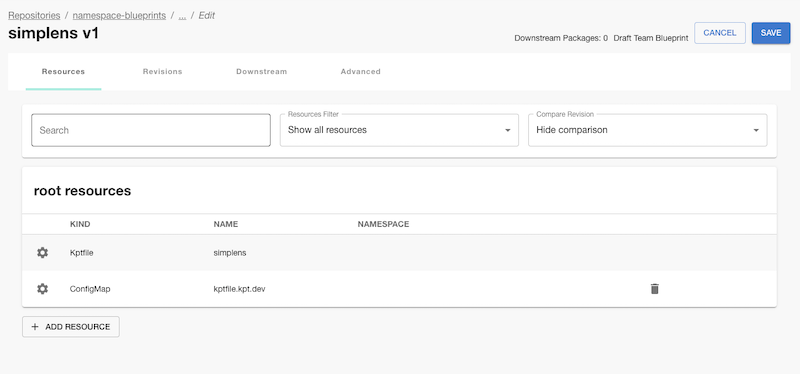 Repositories / namespace-blueprints / ... / Edit
simplens v1
Downstream Packages: 0 Draft Team Blueprint CANCEL SAVE
Resources Revisions Downstream Advanced
Resources Filter Compare Revision
Search Show all resources Hide comparison
root resources
KIND NAME NAMESPACE
Kptfile simplens
ConfigMap kptfile.kpt.dev
+ ADD RESOURCE